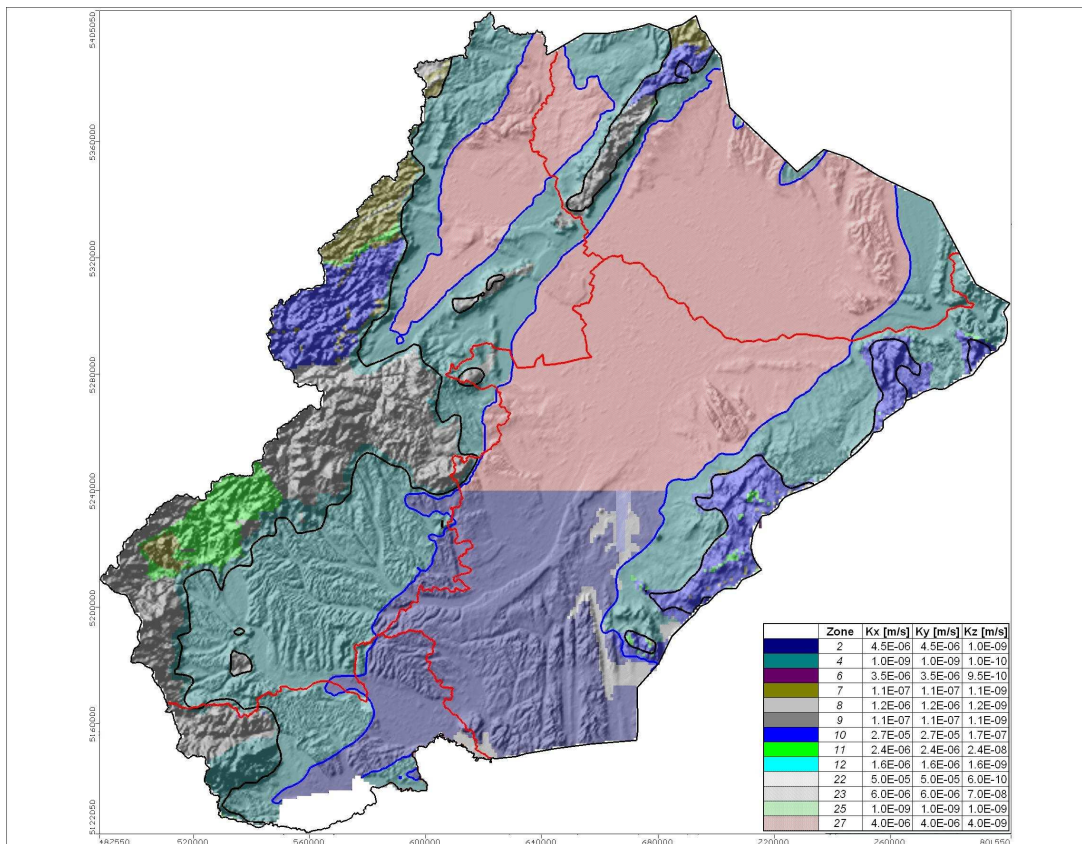 5405050
5360000
5320000
5280000
5240000
5200000
5160000
5122050
482550 520000 560000 600000 640000 680000 720000 760000 801550
Zone Kx [m/s] Ky [m/s] Kz [m/s]
2 4.5E-06 4.5E-06 1.0E-09
4 1.0E-09 1.0E-09 1.0E-10
6 3.5E-06 3.5E-06 9.5E-10
7 1.1E-07 1.1E-07 1.1E-09
8 1.2E-06 1.2E-06 1.2E-09
9 1.1E-07 1.1E-07 1.1E-09
10 2.7E-05 2.7E-05 1.7E-07
11 2.4E-06 2.4E-06 2.4E-08
12 1.6E-06 1.6E-06 1.6E-09
22 5.0E-05 5.0E-05 6.0E-10
23 6.0E-06 6.0E-06 7.0E-08
25 1.0E-09 1.0E-09 1.0E-09
27 4.0E-06 4.0E-06 4.0E-09